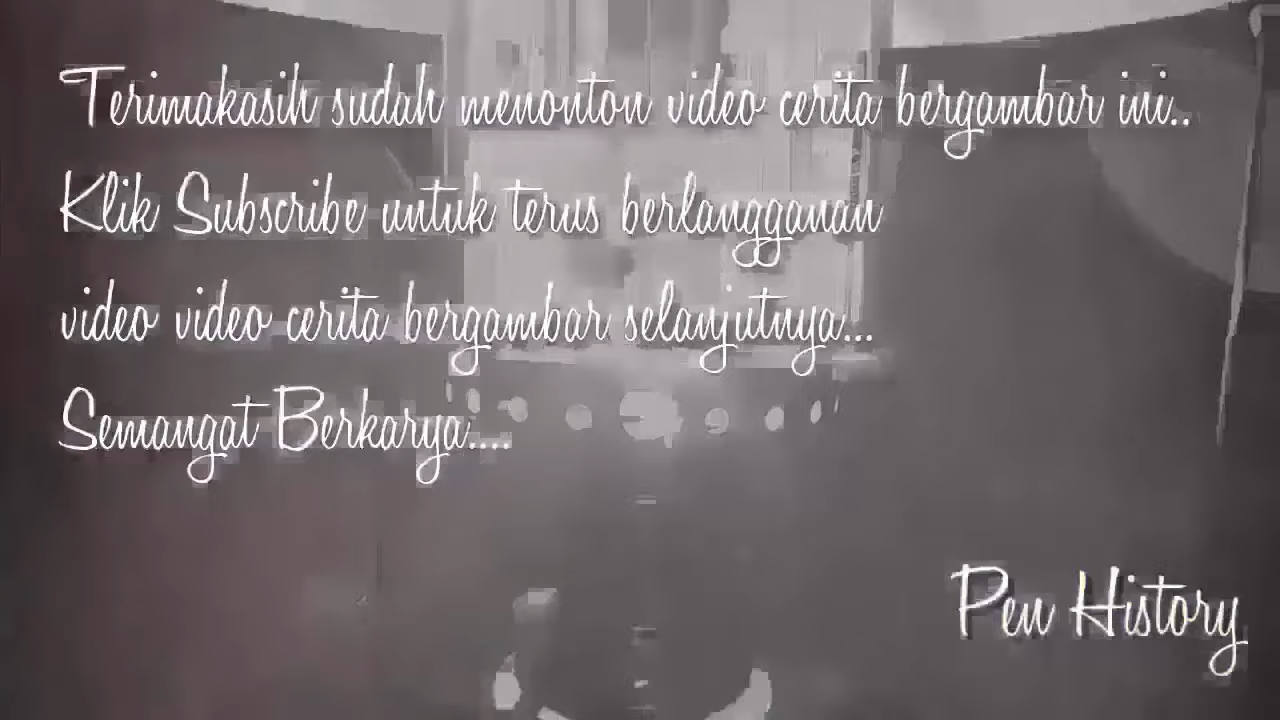 Terimakasih sudah menonton video cerita bergambar ini..
Klik Subscribe untuk terus berlangganan
video video cerita bergambar selanjutnya...
Semangat Berkarya....
Pen History